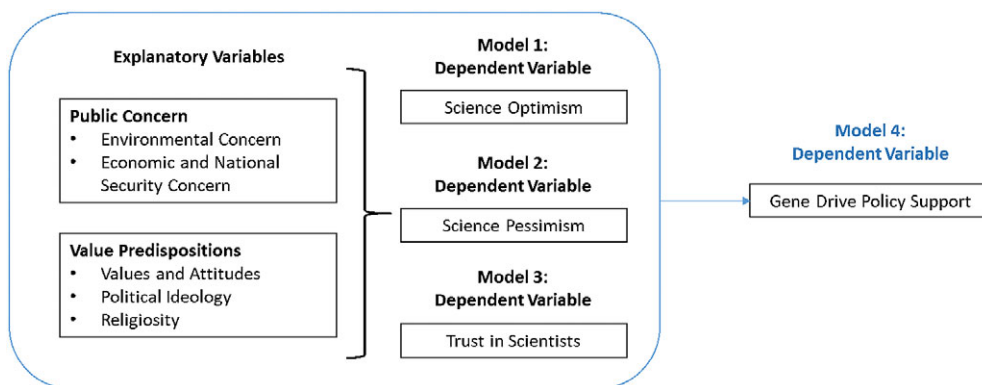 Explanatory Variables
Public Concern
• Environmental Concern
• Economic and National
Security Concern
Value Predispositions
• Values and Attitudes
• Political Ideology
• Religiosity
Model 1:
Dependent Variable
Science Optimism
Model 2:
Dependent Variable
Science Pessimism
Model 3:
Dependent Variable
Trust in Scientists
Model 4:
Dependent Variable
Gene Drive Policy Support